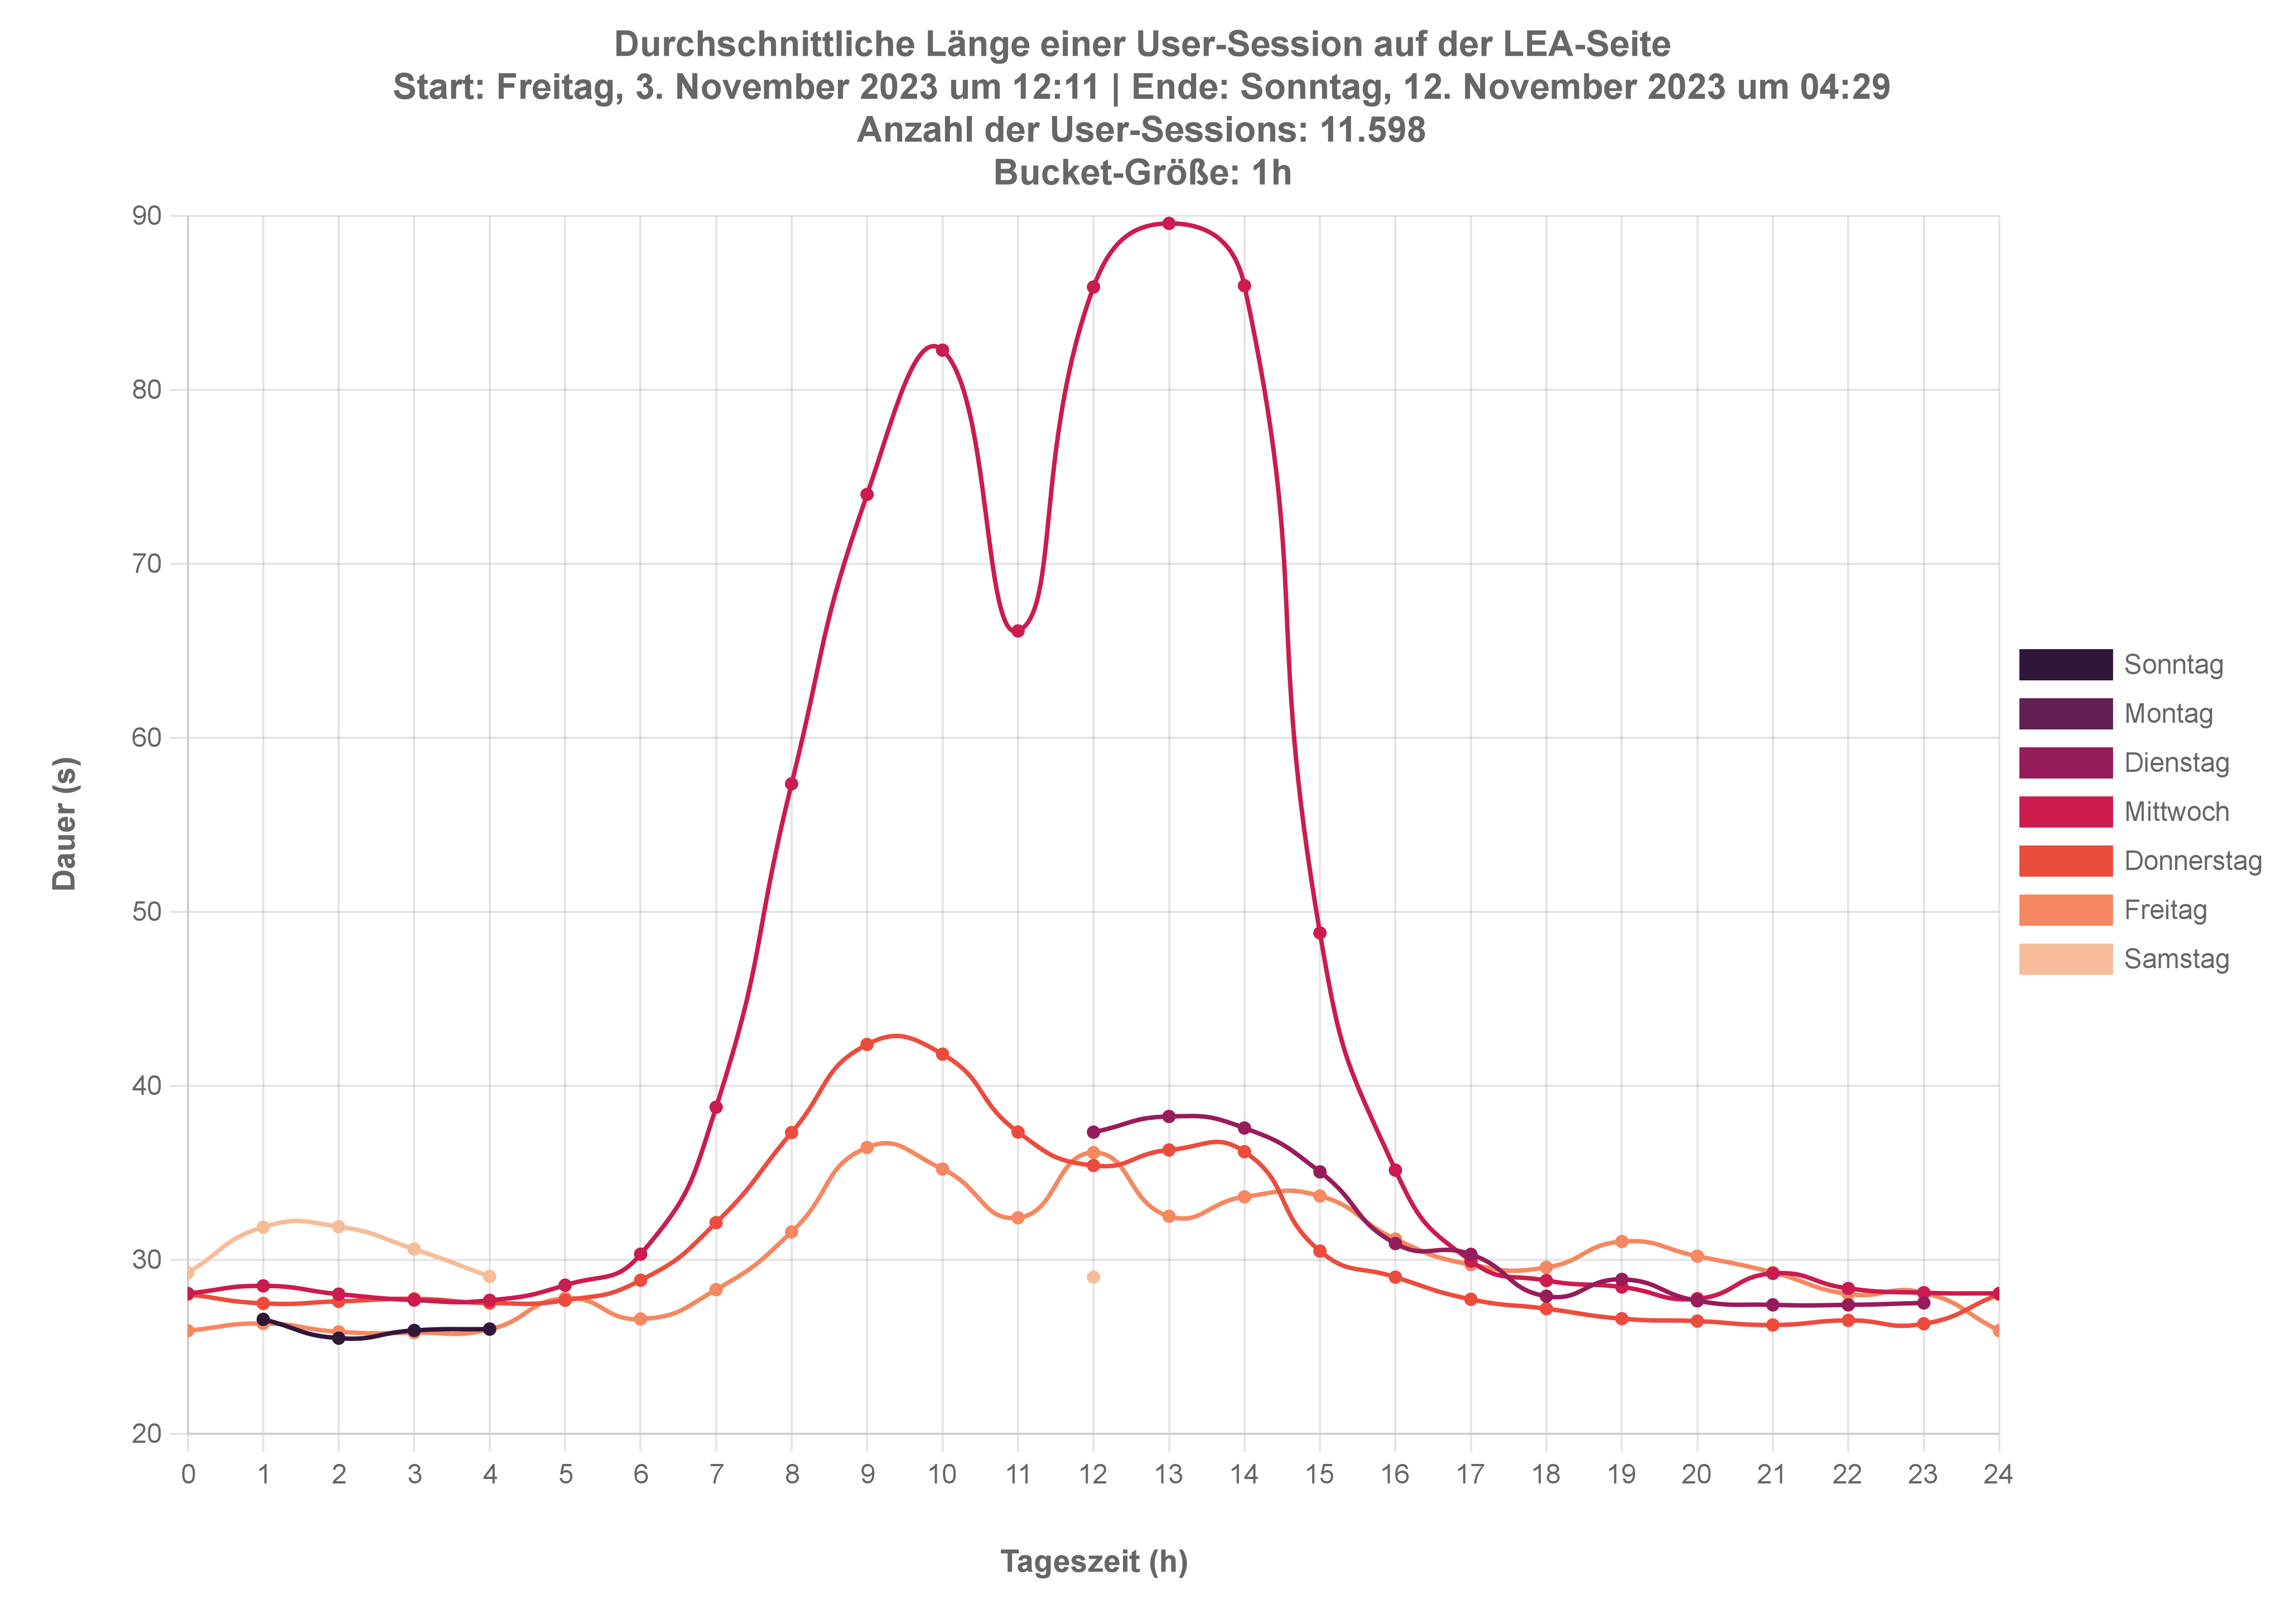 Durchschnittliche Länge einer User-Session auf der LEA-Seite
Start: Freitag, 3. November 2023 um 12:11 | Ende: Sonntag, 12. November 2023 um 04:29
Anzahl der User-Sessions: 11.598
Bucket-Größe: 1h
90
80
70
60
50
40
30
20
Dauer (s)
0 1 2 3 4 5 6 7 8 9 10 11 12 13 14 15 16 17 18 19 20 21 22 23 24
Tageszeit (h)
Sonntag
Montag
Dienstag
Mittwoch
Donnerstag
Freitag
Samstag